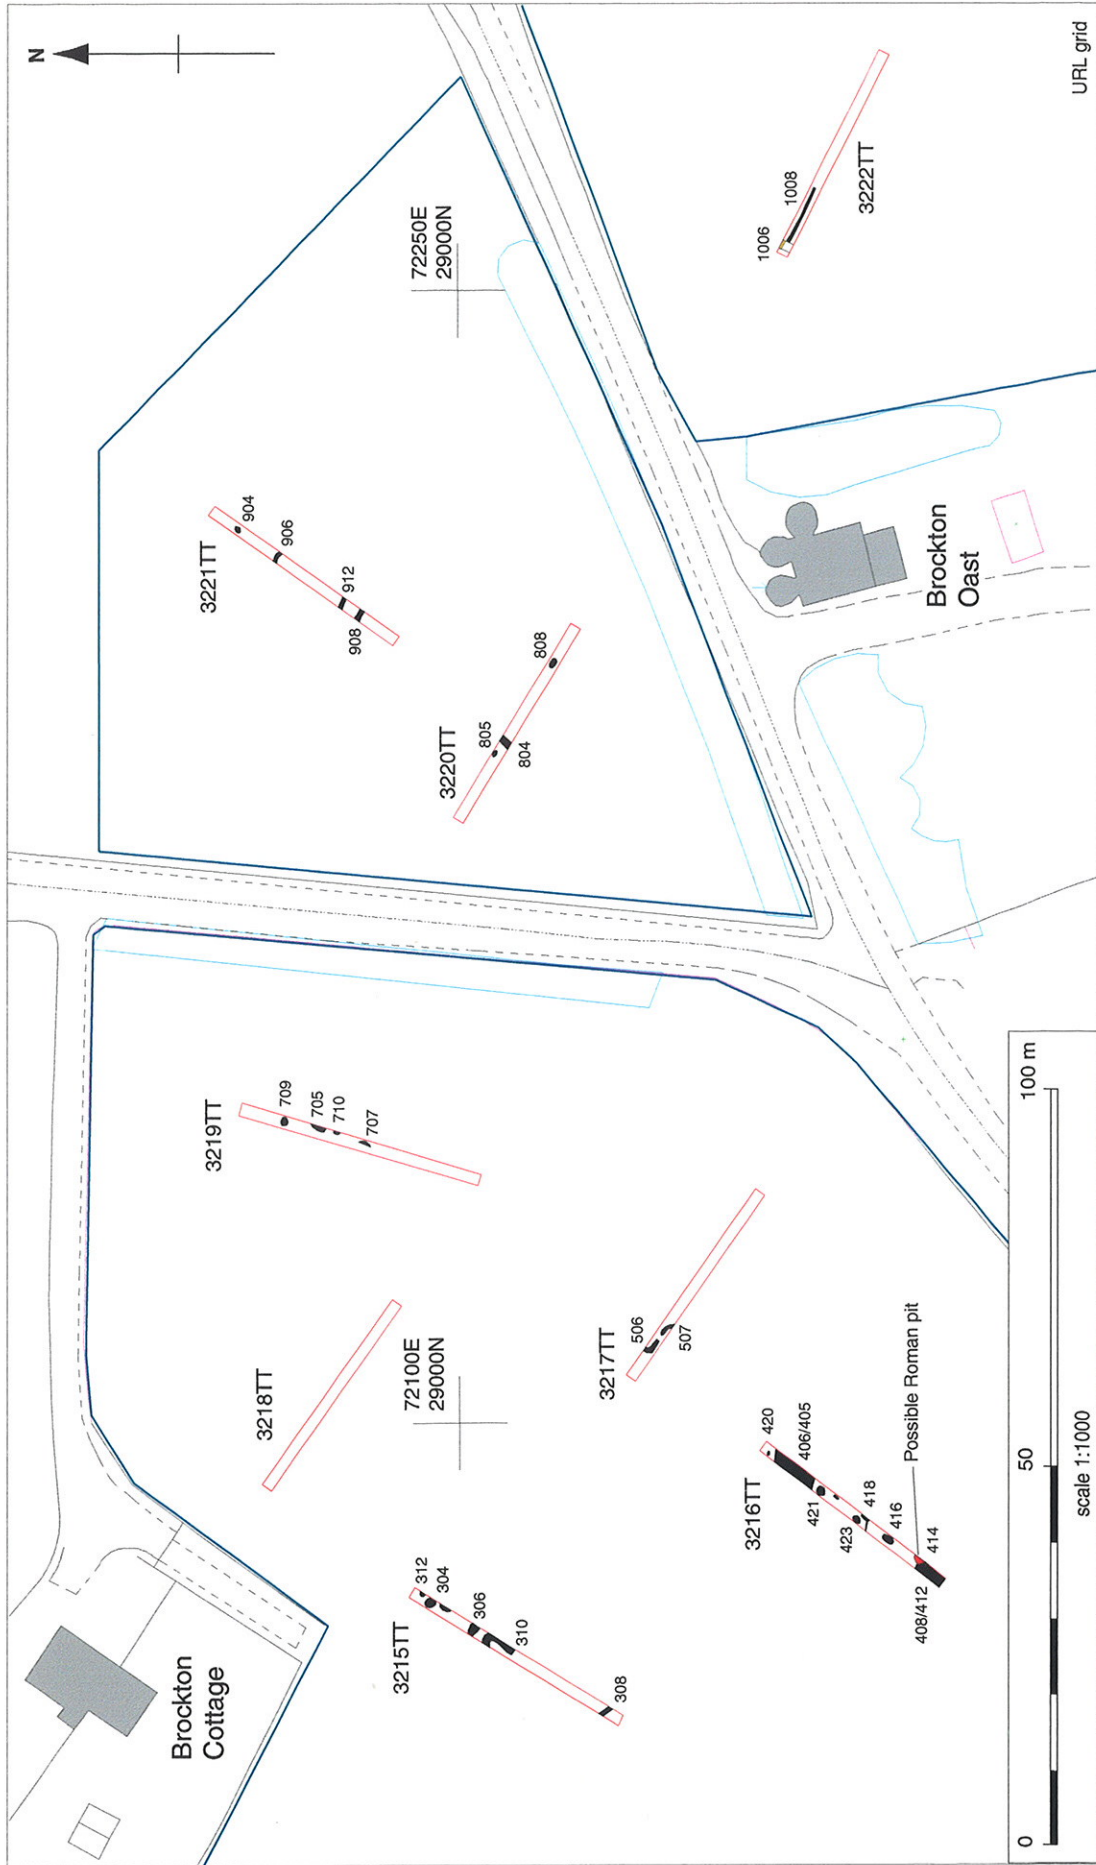 N
Brockton
Cottage
3218TT
3219TT
709
705
710
707
3221TT
904
906
912
908
72250E
29000N
72100E
29000N
3215TT
312
304
306
310
308
3220TT
805
804
808
3217TT
506
507
3216TT
420
406/405
421
423
418
416
414
408/412
Possible Roman pit
Brockton
Oast
3222TT
1006
1008
0
50
100 m
scale 1:1000
URL grid